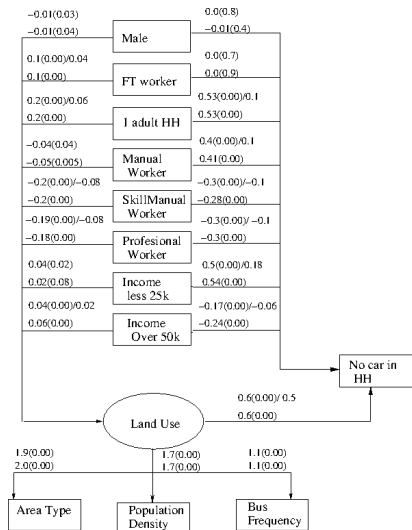 −0.01(0.03)
−0.01(0.04)
Male
0.0(0.8)
−0.01(0.4)
0.1(0.00)/0.04
0.1(0.00)
FT worker
0.0(0.7)
0.0(0.9)
0.2(0.00)/0.06
0.2(0.00)
1 adult HH
0.53(0.00)/0.1
0.53(0.00)
−0.04(0.04)
−0.05(0.005)
Manual
Worker
0.4(0.00)/0.1
0.41(0.00)
−0.2(0.00)/−0.08
−0.2(0.00)
SkillManual
Worker
−0.3(0.00)/−0.1
−0.28(0.00)
−0.19(0.00)/−0.08
−0.18(0.00)
Profesional
Worker
−0.3(0.00)/ −0.1
−0.3(0.00)
0.04(0.02)
0.02(0.08)
Income
less 25k
0.5(0.00)/0.18
0.54(0.00)
0.04(0.00)/0.02
0.06(0.00)
Income
Over 50k
−0.17(0.00)/−0.06
−0.24(0.00)
No car in
HH
0.6(0.00)/ 0.5
0.6(0.00)
Land Use
1.9(0.00)
2.0(0.00)
1.7(0.00)
1.7(0.00)
1.1(0.00)
1.1(0.00)
Area Type
Population
Density
Bus
Frequency